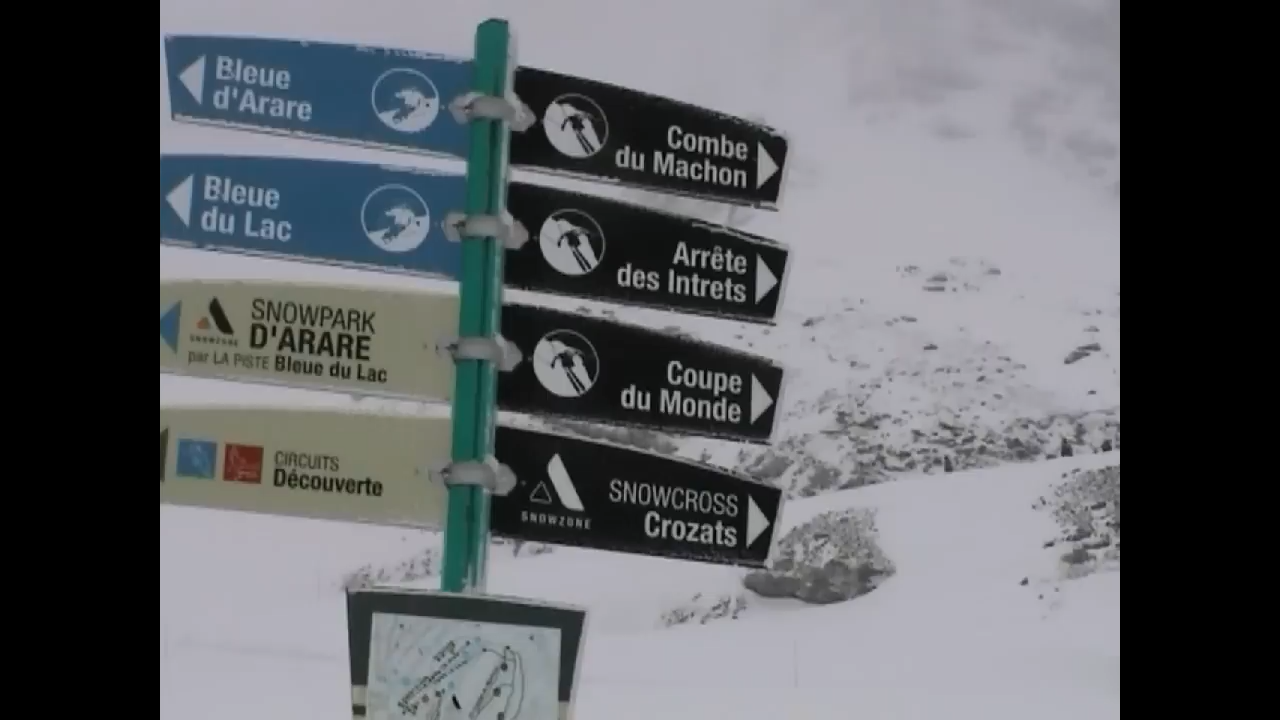 Bleue
d'Arare
Bleue
du Lac
SNOWZONE
SNOWPARK
D'ARARE
par LA PISTE Bleue du Lac
CIRCUITS
Découverte
Combe
du Machon
Arrête
des Intrets
Coupe
du Monde
SNOWZONE
SNOWCROSS
Crozats